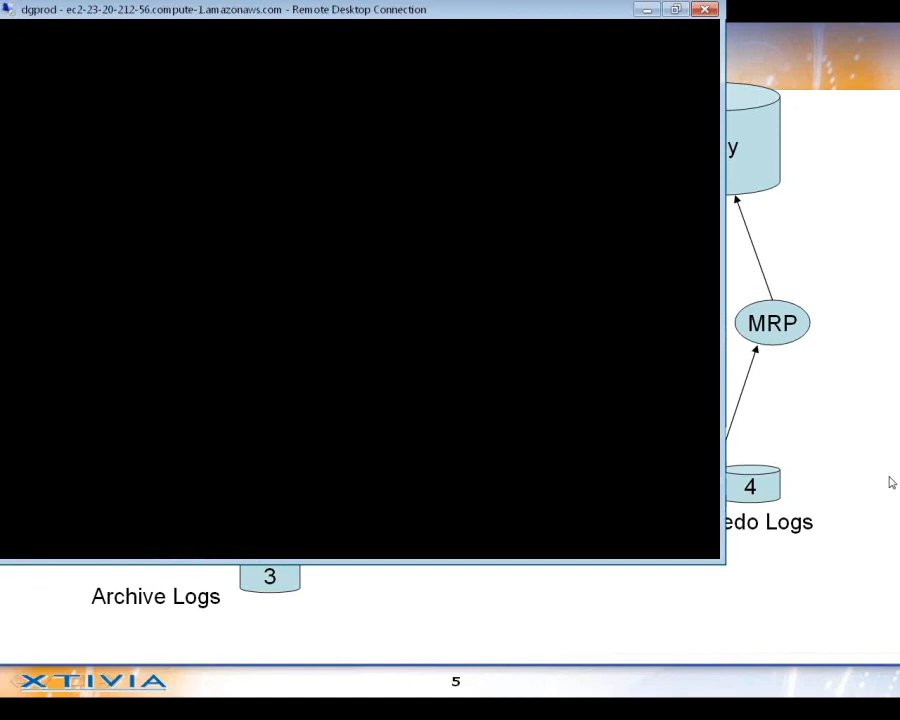 dgprod - ec2-23-20-212-56.compute-1.amazonaws.com - Remote Desktop Connection
y
MRP
4
edo Logs
3
Archive Logs
XTIVIA
5